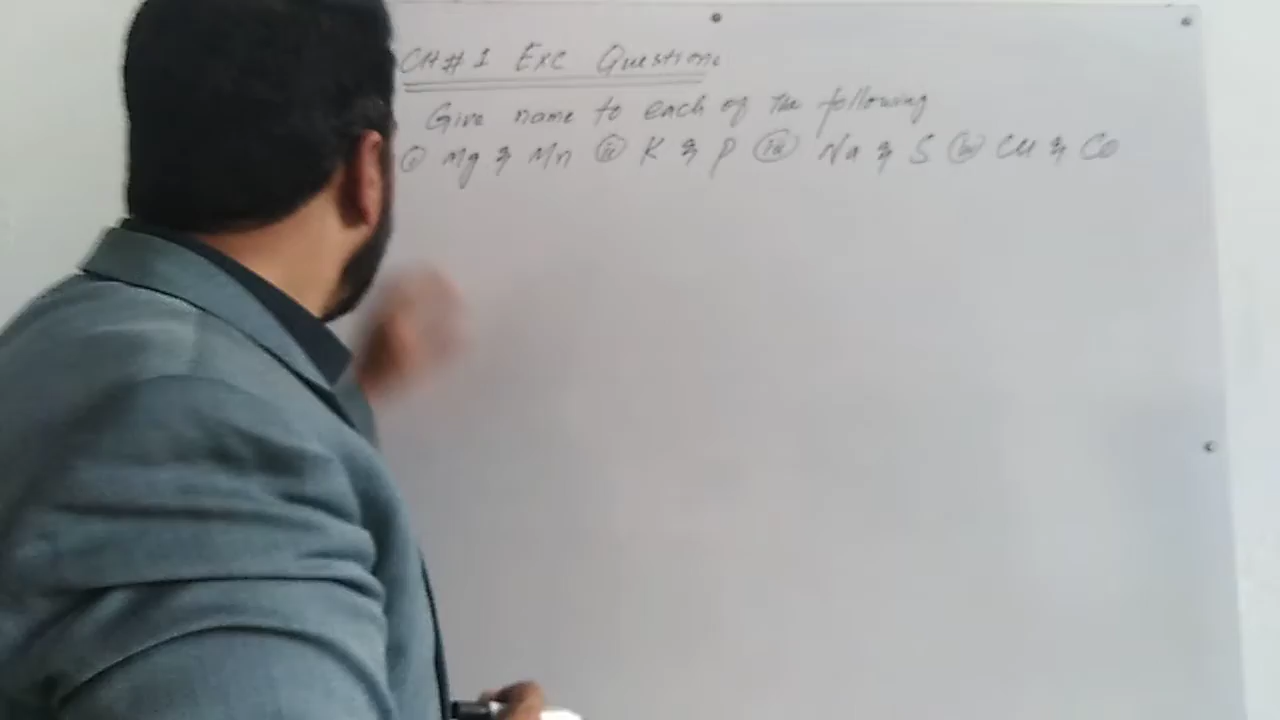 CH# 1 Exc Questions
Give name to each of the following
(i) Mg & Mn (ii) K & P (iii) Na & S (iv) Cu & Co